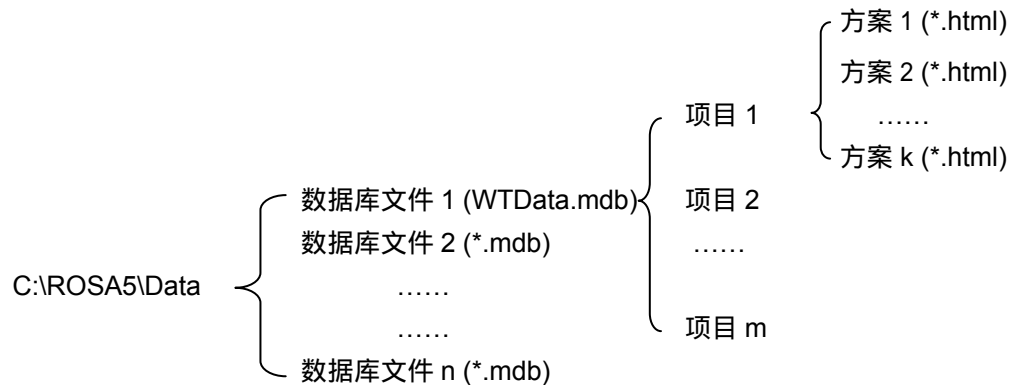 方案 1 (*.html)
方案 2 (*.html)
项目 1
……
方案 k (*.html)
数据库文件 1 (WTData.mdb)
项目 2
数据库文件 2 (*.mdb)
……
C:\ROSA5\Data
……
……
项目 m
数据库文件 n (*.mdb)